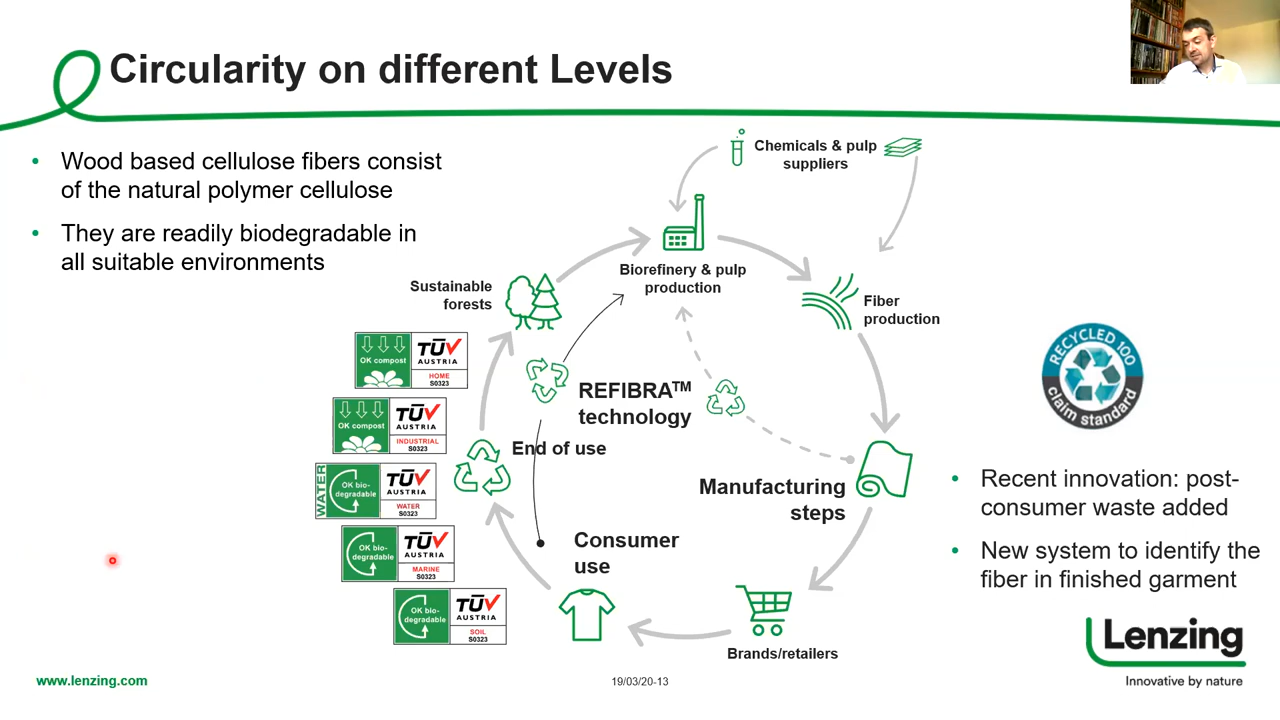 Circularity on different Levels
• Wood based cellulose fibers consist
of the natural polymer cellulose
• They are readily biodegradable in
all suitable environments
Chemicals & pulp
suppliers
Biorefinery & pulp
production
Sustainable
forests
Fiber
production
REFIBRA™
technology
End of use
Manufacturing
steps
Consumer
use
Brands/retailers
OK compost
TÜV
AUSTRIA
HOME
S0323
OK compost
TÜV
AUSTRIA
INDUSTRIAL
S0323
WATER
OK bio-
degradable
TÜV
AUSTRIA
WATER
S0323
OK bio-
degradable
TÜV
AUSTRIA
MARINE
S0323
OK bio-
degradable
TÜV
AUSTRIA
SOIL
S0323
RECYCLED 100
claim standard
• Recent innovation: post-
consumer waste added
• New system to identify the
fiber in finished garment
Lenzing
Innovative by nature
www.lenzing.com
19/03/20-13